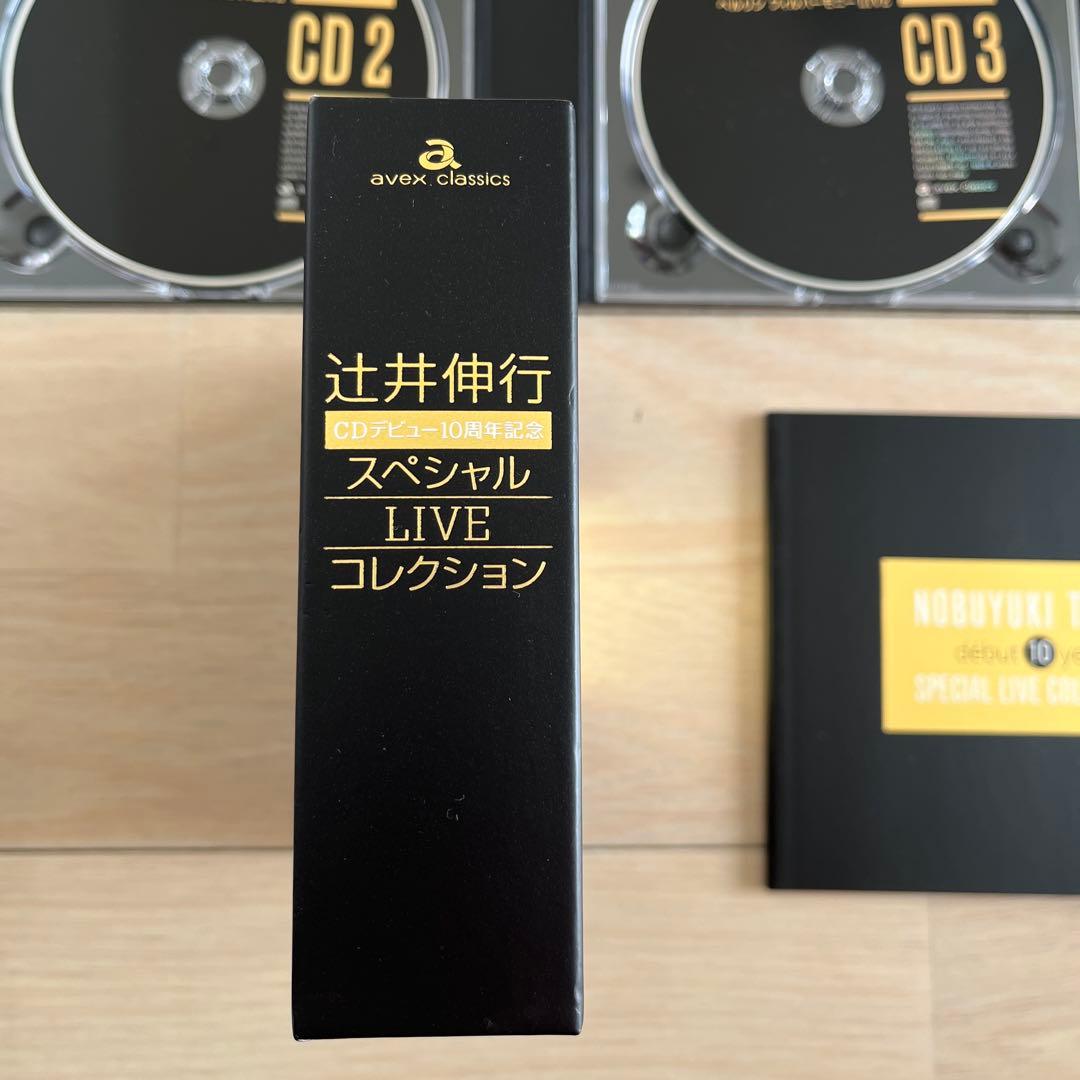 CD 2
CD 3
a
avex classics
辻井伸行
CDデビュー10周年記念
スペシャル
LIVE
コレクション
NOBUYUKI T
début 10 ye
SPECIAL LIVE COL